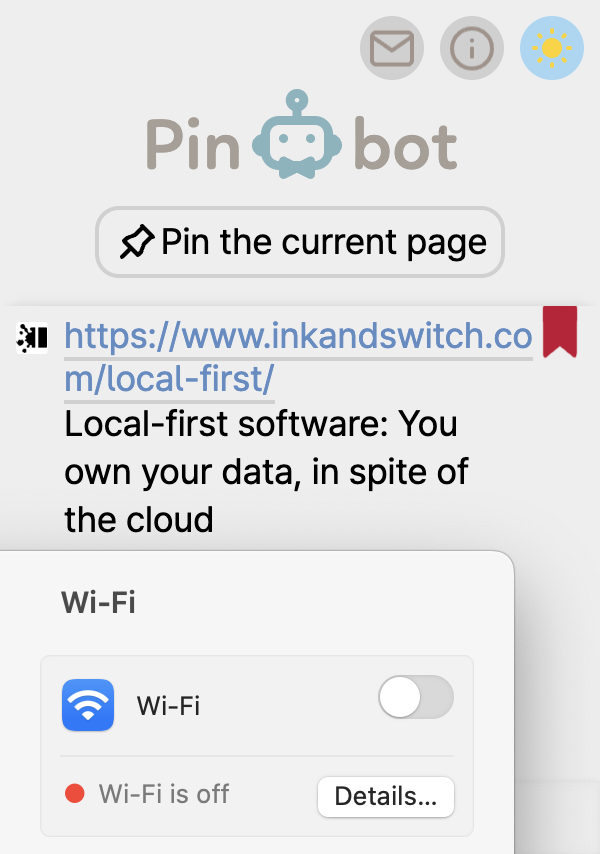 Pin bot
Pin the current page
https://www.inkandswitch.co
m/local-first/
Local-first software: You
own your data, in spite of
the cloud
Wi-Fi
Wi-Fi
Wi-Fi is off
Details...